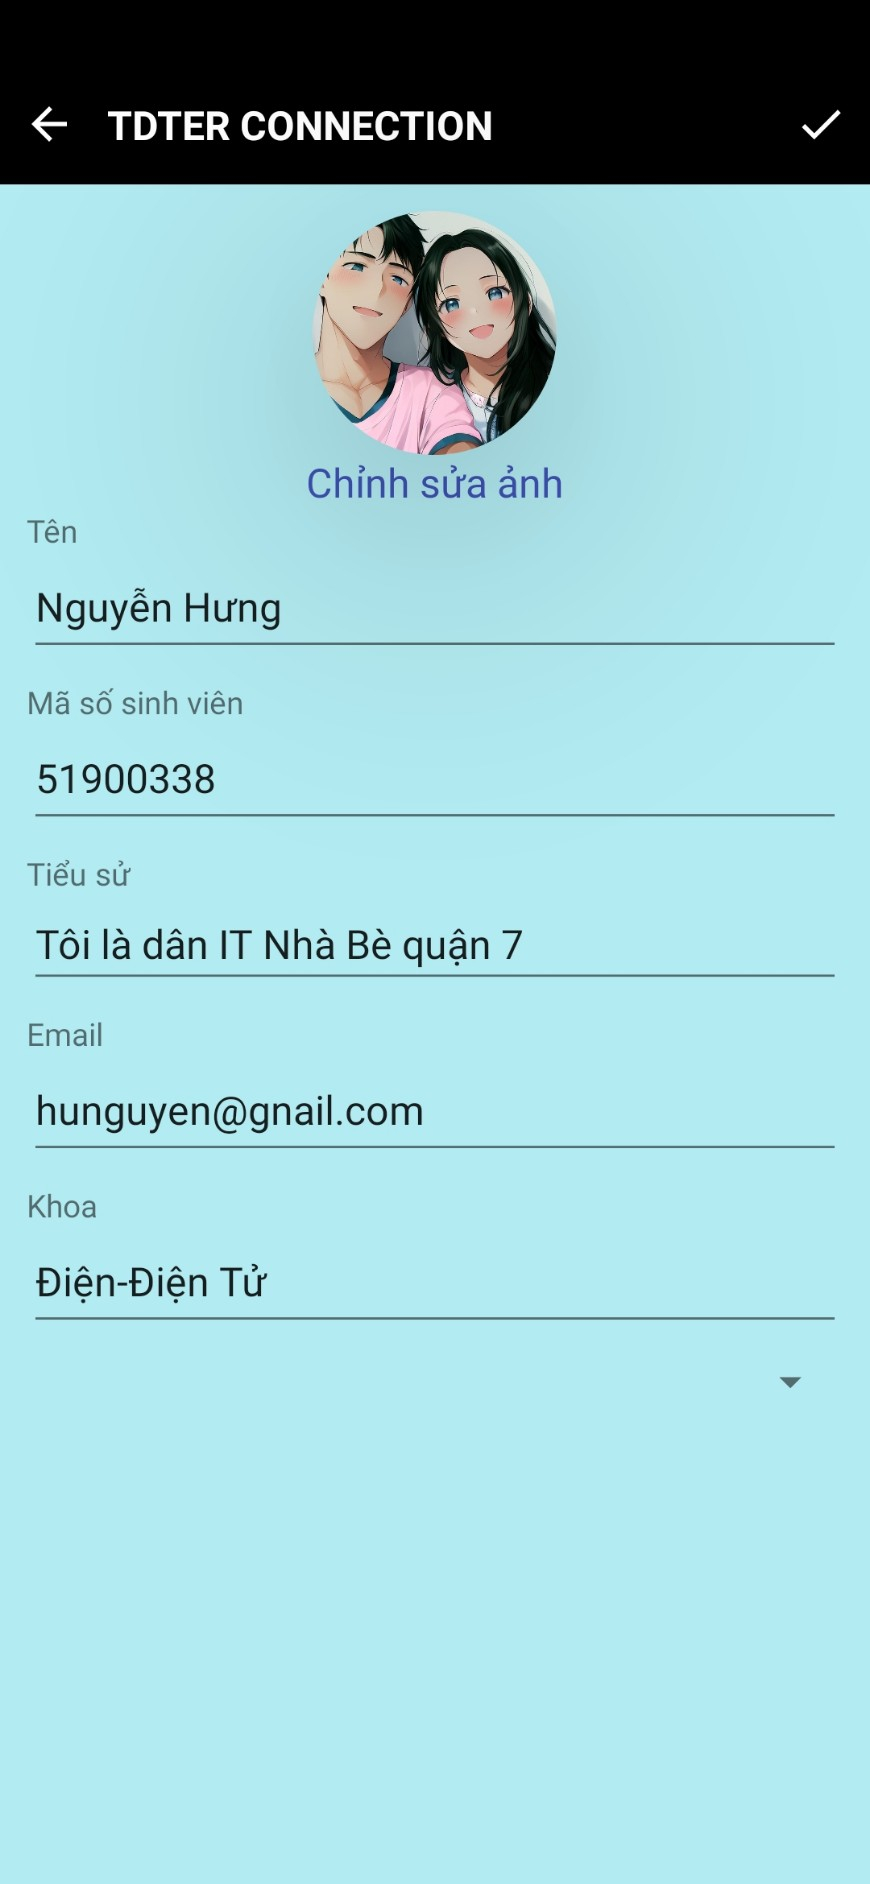 TDTER CONNECTION
Chỉnh sửa ảnh
Tên
Nguyễn Hưng
Mã số sinh viên
51900338
Tiểu sử
Tôi là dân IT Nhà Bè quận 7
Email
hunguyen@gnail.com
Khoa
Điện-Điện Tử